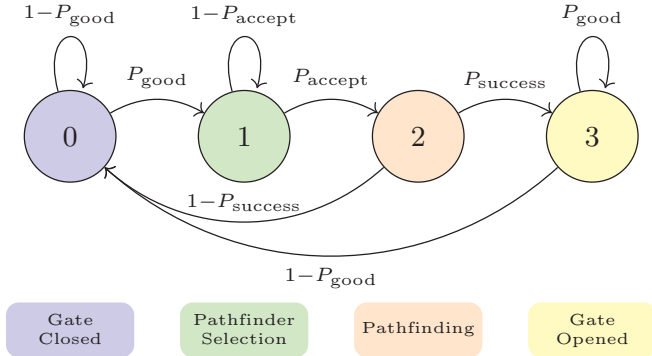 1−P_good
1−P_accept
P_good
P_good
P_accept
P_success
0
1
2
3
1−P_success
1−P_good
Gate
Closed
Pathfinder
Selection
Pathfinding
Gate
Opened